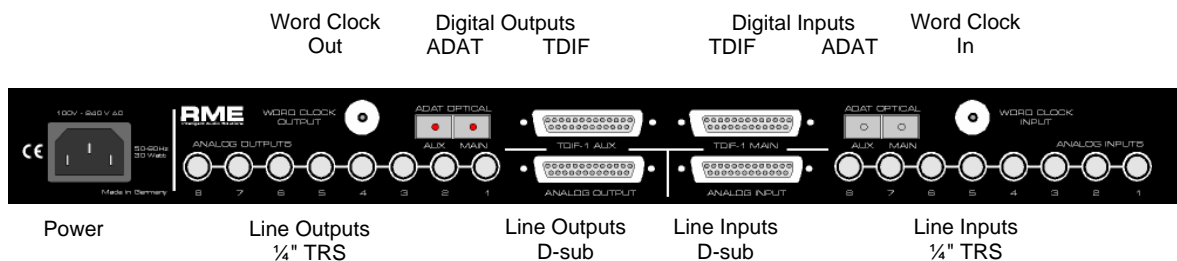 Word Clock Out
Digital Outputs
ADAT TDIF
Digital Inputs
TDIF ADAT
Word Clock In
100V - 240 V AC
50-60Hz
30 Watt
Made in Germany
CE
RME
Intelligent Audio Solutions
WORD CLOCK
OUTPUT
ADAT OPTICAL
AUX MAIN
ANALOG OUTPUTS
8 7 6 5 4 3 2 1
TDIF-1 AUX
ANALOG OUTPUT
TDIF-1 MAIN
ANALOG INPUT
ADAT OPTICAL
AUX MAIN
WORD CLOCK
INPUT
ANALOG INPUTS
8 7 6 5 4 3 2 1
Power
Line Outputs
¼" TRS
Line Outputs
D-sub
Line Inputs
D-sub
Line Inputs
¼" TRS